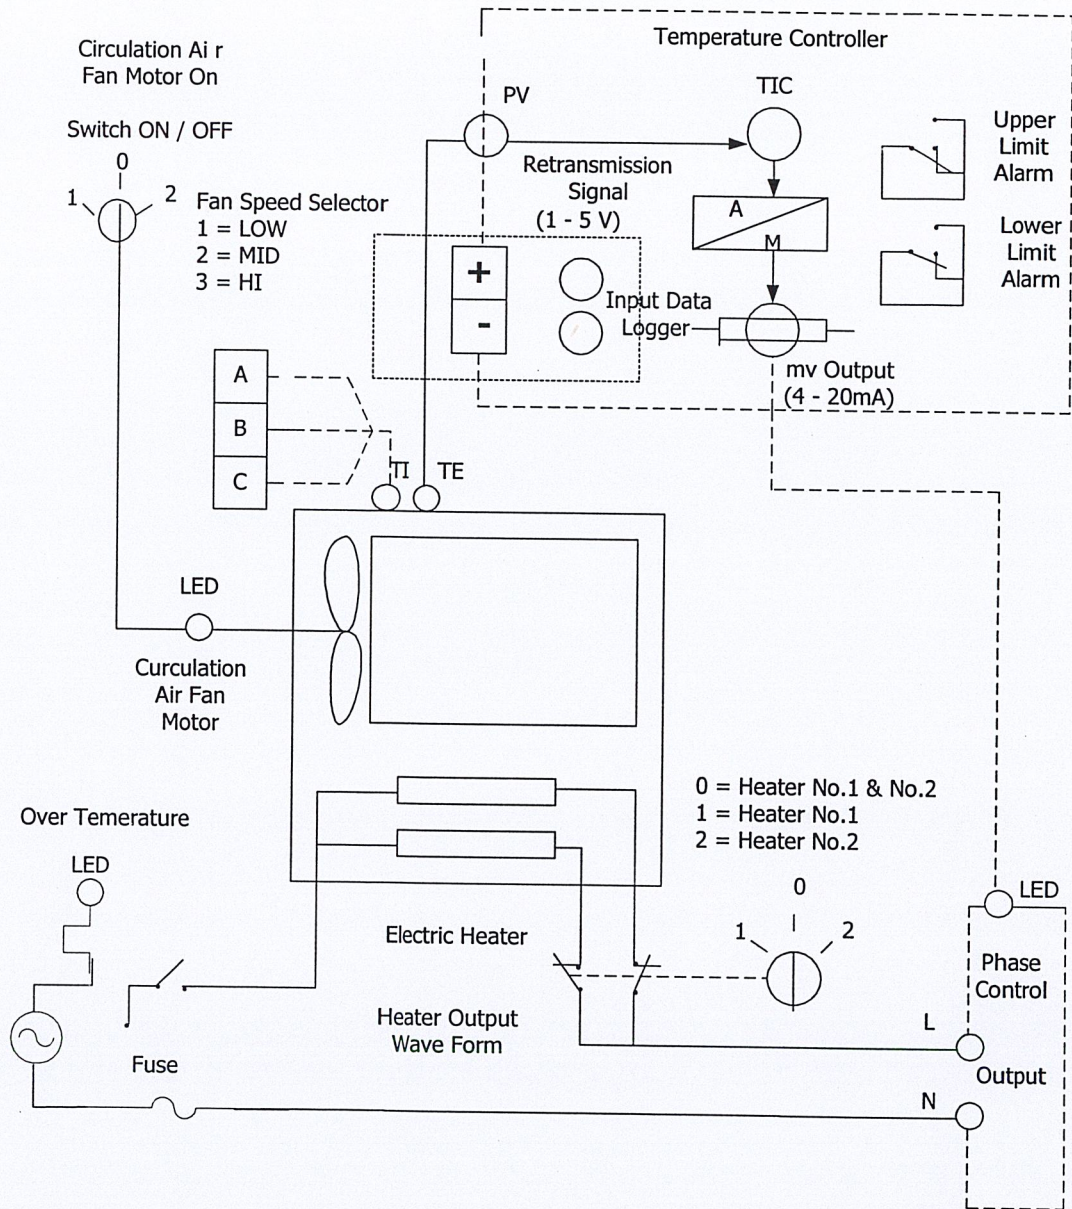 Circulation Ai r
Fan Motor On
Switch ON / OFF
0
1
2
Fan Speed Selector
1 = LOW
2 = MID
3 = HI
Temperature Controller
PV
TIC
Retransmission
Signal
(1 - 5 V)
A
M
Upper
Limit
Alarm
Lower
Limit
Alarm
+
-
Input Data
Logger
mv Output
(4 - 20mA)
A
B
C
TI
TE
LED
Curculation
Air Fan
Motor
Over Temerature
LED
0 = Heater No.1 & No.2
1 = Heater No.1
2 = Heater No.2
0
1
2
LED
Electric Heater
Phase
Control
Heater Output
Wave Form
L
Fuse
Output
N